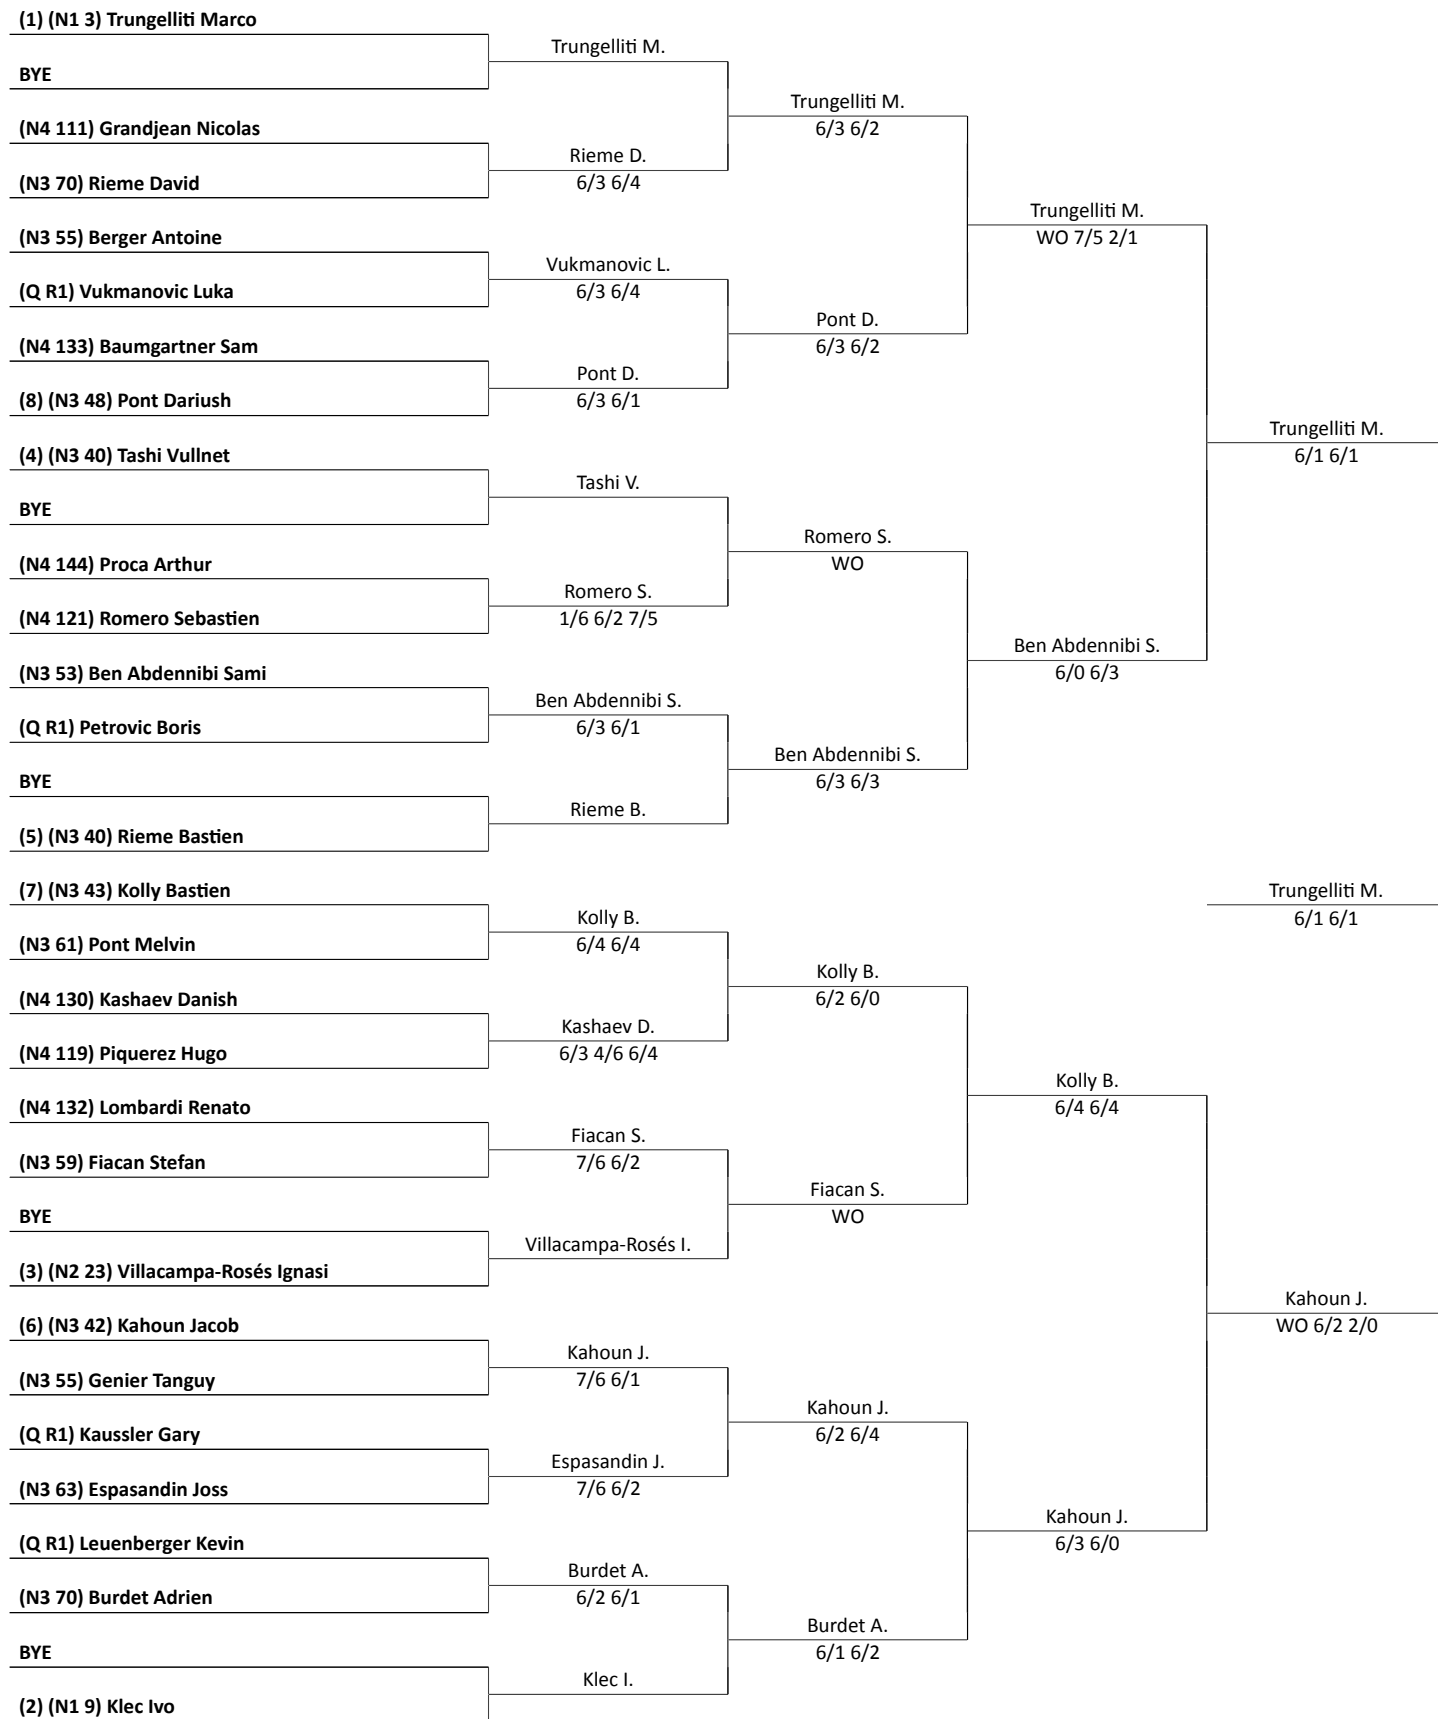 (1) (N1 3) Trungelliti Marco
Trungelliti M.
BYE
Trungelliti M.
6/3 6/2
(N4 111) Grandjean Nicolas
Rieme D.
6/3 6/4
(N3 70) Rieme David
Trungelliti M.
WO 7/5 2/1
(N3 55) Berger Antoine
Vukmanovic L.
6/3 6/4
(Q R1) Vukmanovic Luka
Pont D.
6/3 6/2
(N4 133) Baumgartner Sam
Pont D.
6/3 6/1
(8) (N3 48) Pont Dariush
Trungelliti M.
6/1 6/1
(4) (N3 40) Tashi Vullnet
Tashi V.
BYE
Romero S.
WO
(N4 144) Proca Arthur
Romero S.
1/6 6/2 7/5
(N4 121) Romero Sebastien
Ben Abdennibi S.
6/0 6/3
(N3 53) Ben Abdennibi Sami
Ben Abdennibi S.
6/3 6/1
(Q R1) Petrovic Boris
Ben Abdennibi S.
6/3 6/3
BYE
Rieme B.
(5) (N3 40) Rieme Bastien
(7) (N3 43) Kolly Bastien
Trungelliti M.
6/1 6/1
Kolly B.
6/4 6/4
(N3 61) Pont Melvin
Kolly B.
6/2 6/0
(N4 130) Kashaev Danish
Kashaev D.
6/3 4/6 6/4
(N4 119) Piquerez Hugo
Kolly B.
6/4 6/4
(N4 132) Lombardi Renato
Fiacan S.
7/6 6/2
(N3 59) Fiacan Stefan
Fiacan S.
WO
BYE
Villacampa-Rosés I.
(3) (N2 23) Villacampa-Rosés Ignasi
Kahoun J.
WO 6/2 2/0
(6) (N3 42) Kahoun Jacob
Kahoun J.
7/6 6/1
(N3 55) Genier Tanguy
Kahoun J.
6/2 6/4
(Q R1) Kaussler Gary
Espasandin J.
7/6 6/2
(N3 63) Espasandin Joss
Kahoun J.
6/3 6/0
(Q R1) Leuenberger Kevin
Burdet A.
6/2 6/1
(N3 70) Burdet Adrien
Burdet A.
6/1 6/2
BYE
Klec I.
(2) (N1 9) Klec Ivo